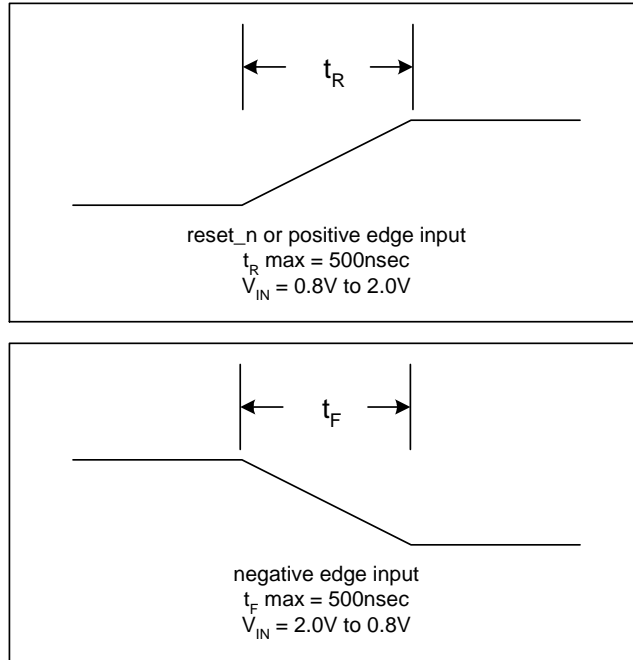 t_R
reset_n or positive edge input
t_R max = 500nsec
V_IN = 0.8V to 2.0V
t_F
negative edge input
t_F max = 500nsec
V_IN = 2.0V to 0.8V